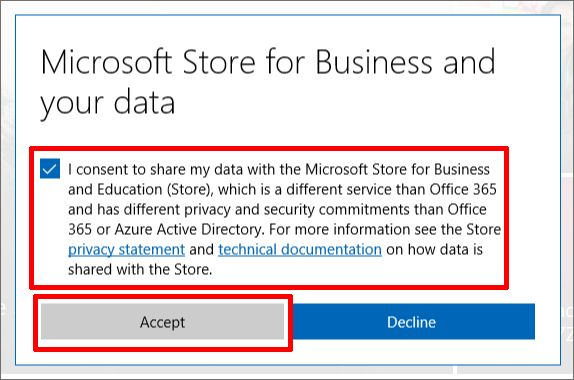 Microsoft Store for Business and
your data
I consent to share my data with the Microsoft Store for Business
and Education (Store), which is a different service than Office 365
and has different privacy and security commitments than Office
365 or Azure Active Directory. For more information see the Store
privacy statement and technical documentation on how data is
shared with the Store.
Accept
Decline